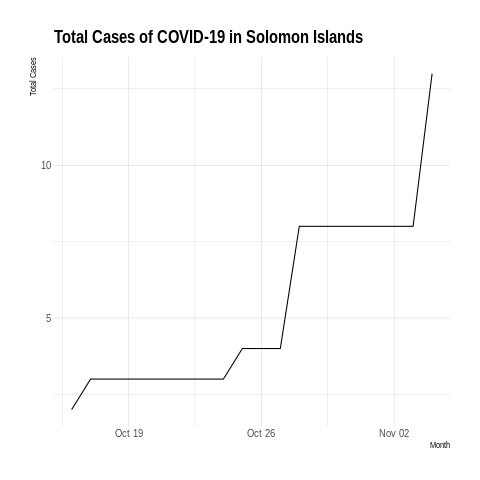 Total Cases of COVID-19 in Solomon Islands
Total Cases
10
5
Oct 19
Oct 26
Nov 02
Month